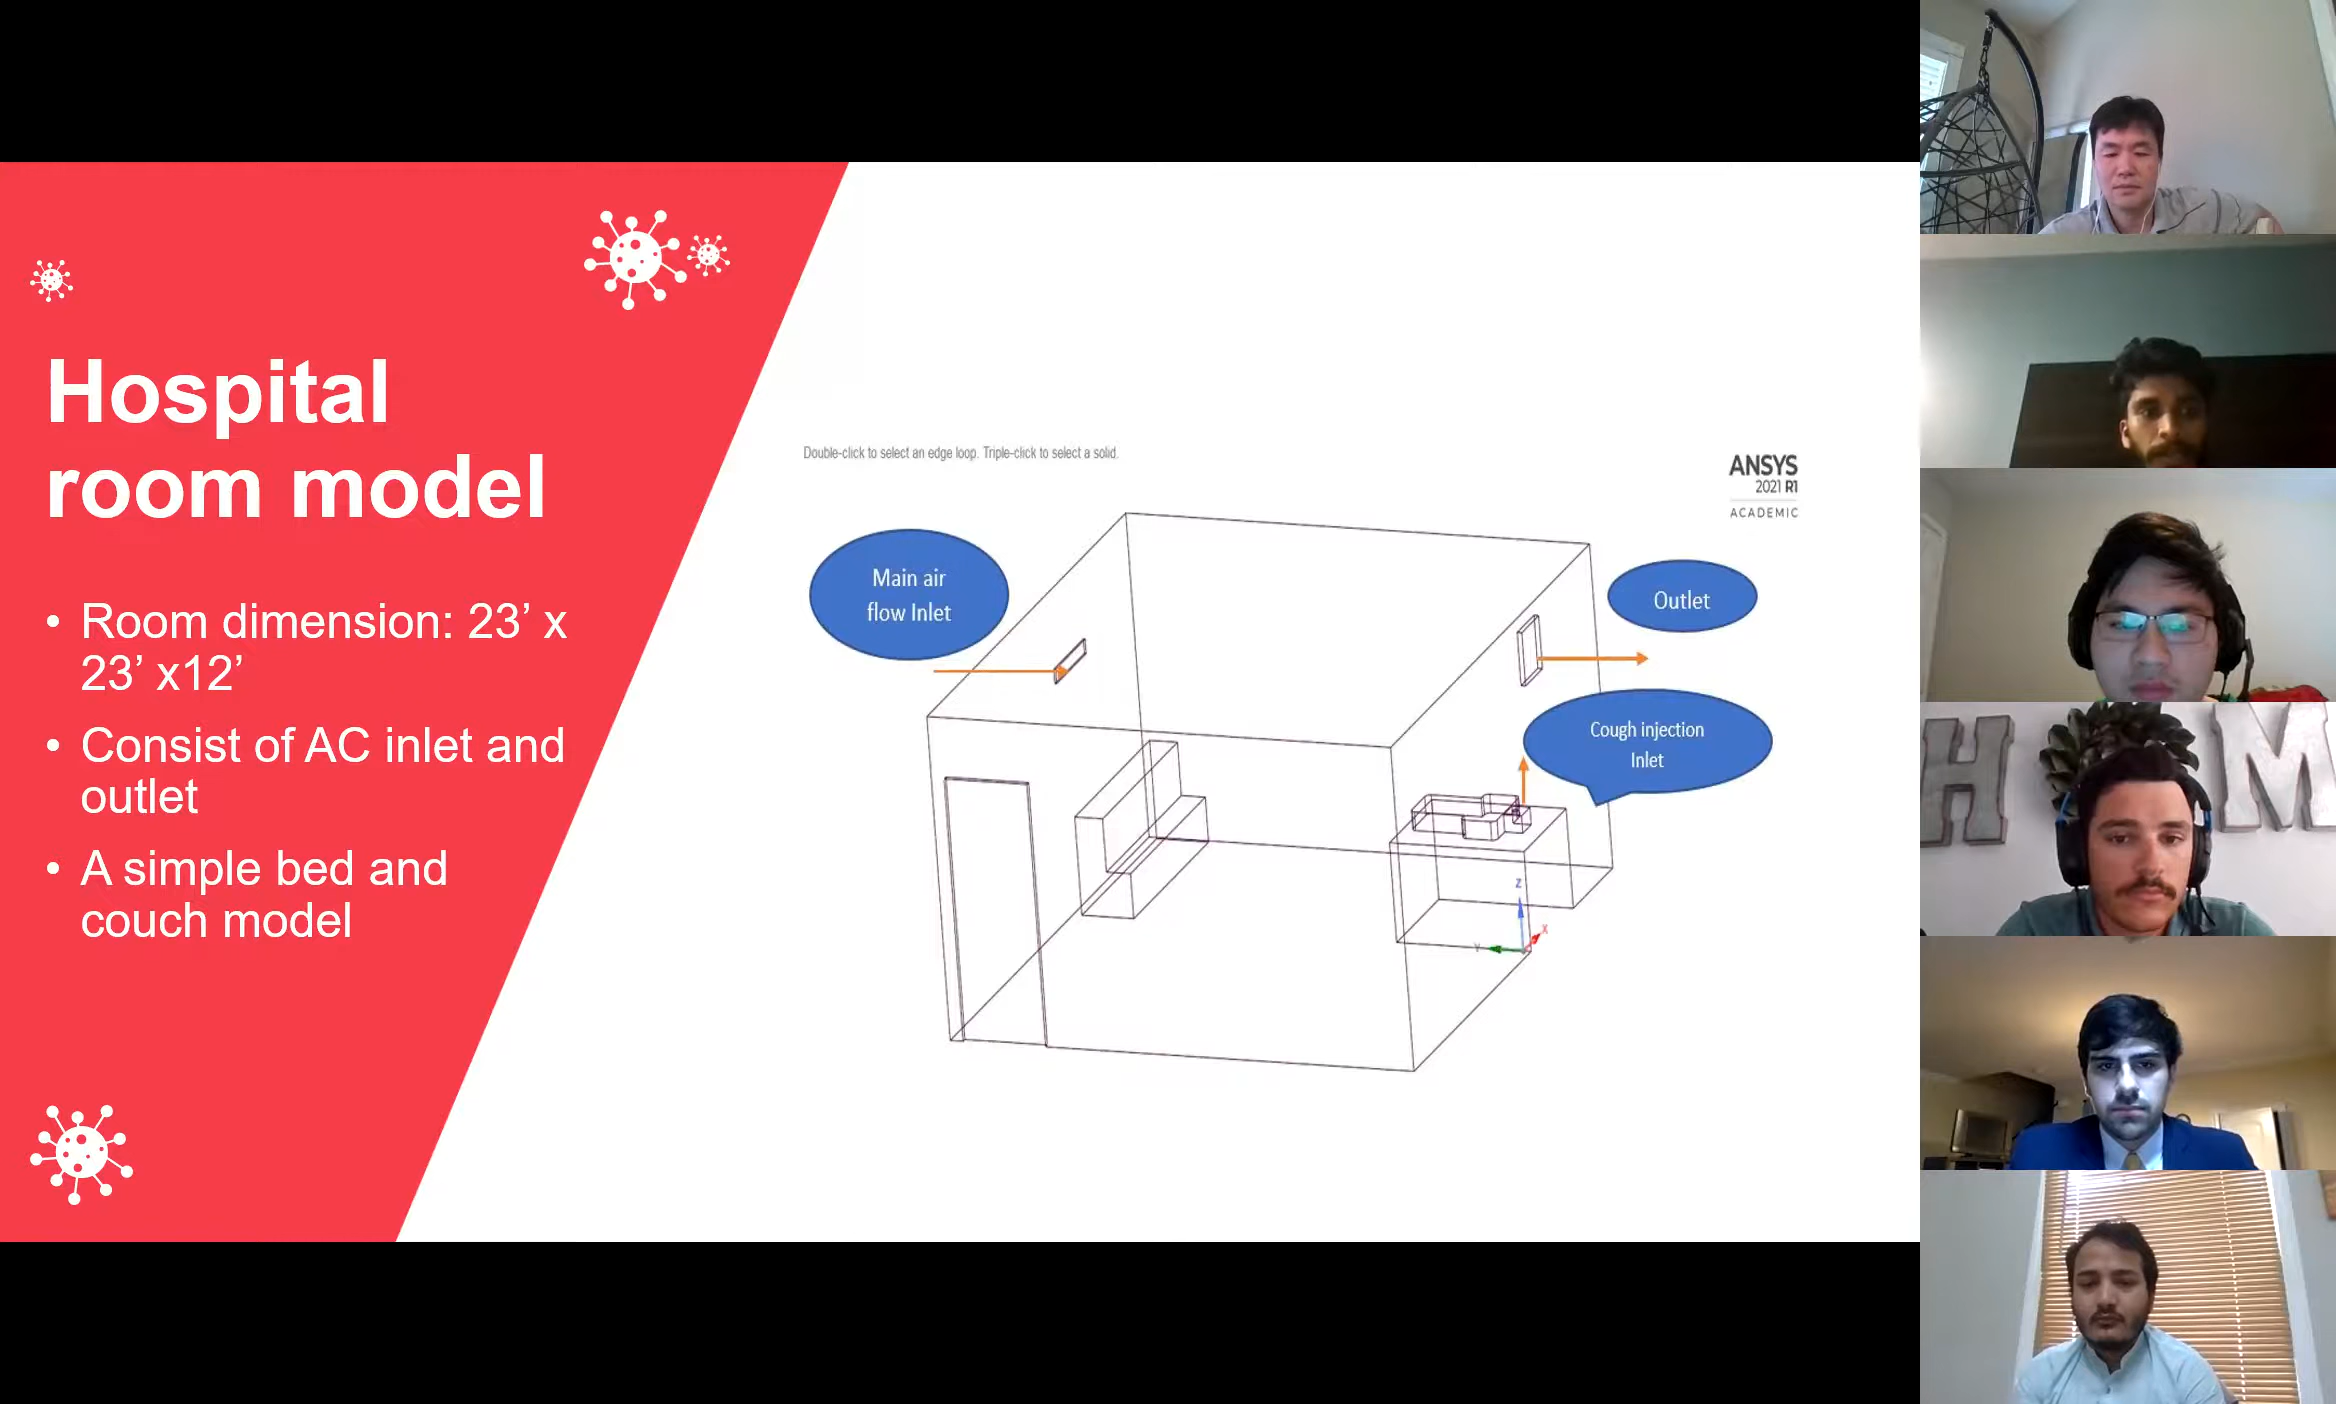 Hospital
room model
• Room dimension: 23’ x
23’ x12’
• Consist of AC inlet and
outlet
• A simple bed and
couch model
Double-click to select an edge loop. Triple-click to select a solid.
ANSYS
2021 R1
ACADEMIC
Main air
flow Inlet
Outlet
Cough injection
Inlet
Z
X
Y
H M